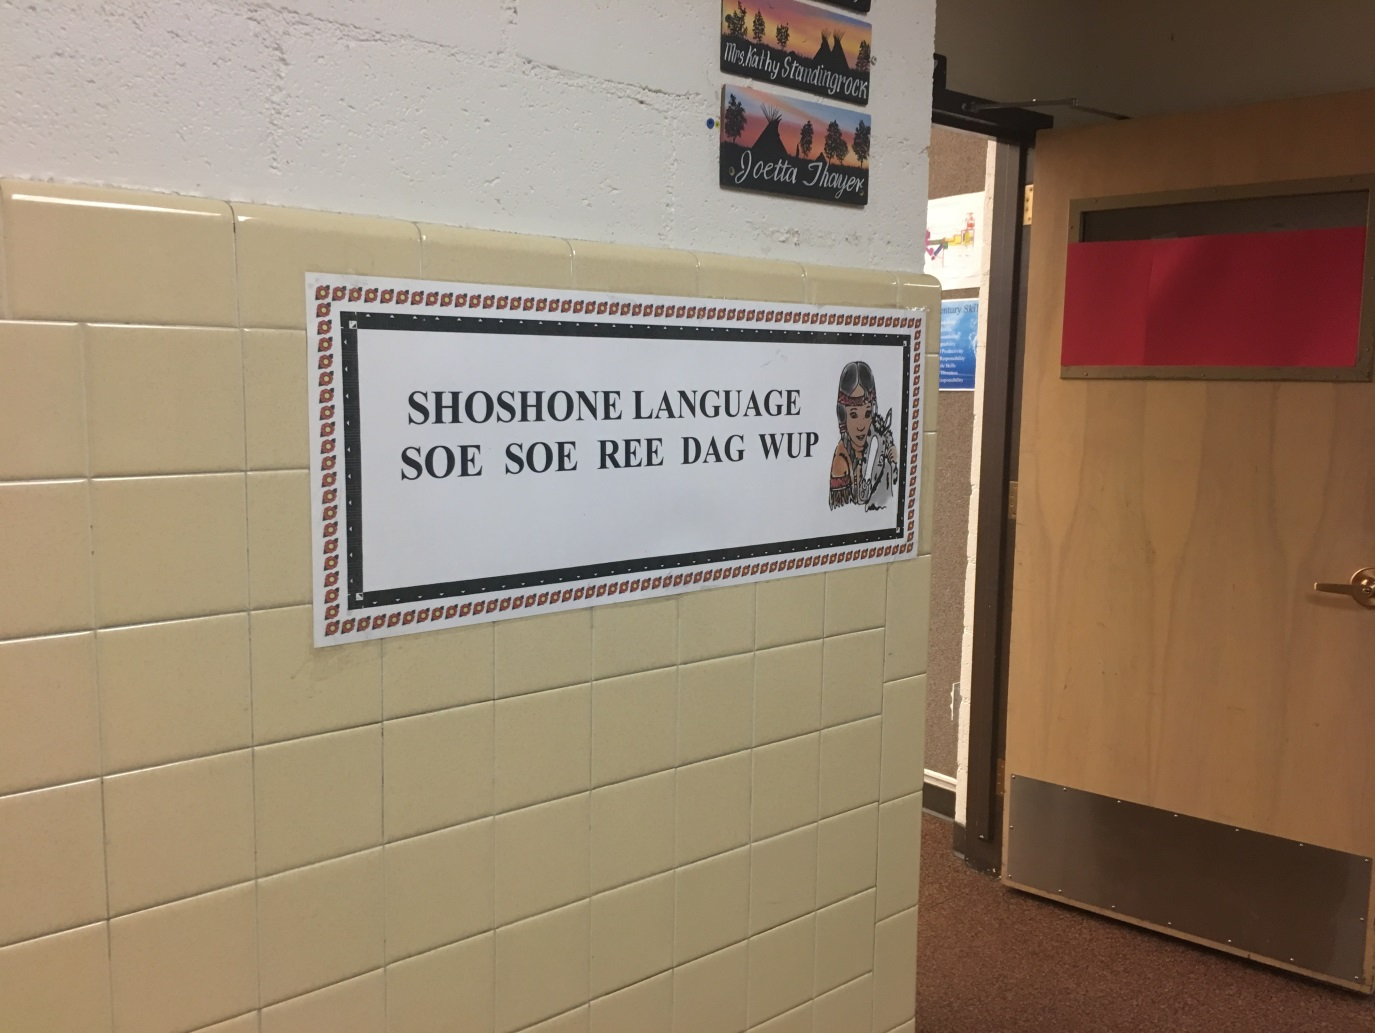 Mrs. Kathy Standingrock
Joetta Thayer
SHOSHONE LANGUAGE
SOE SOE REE DAG WUP